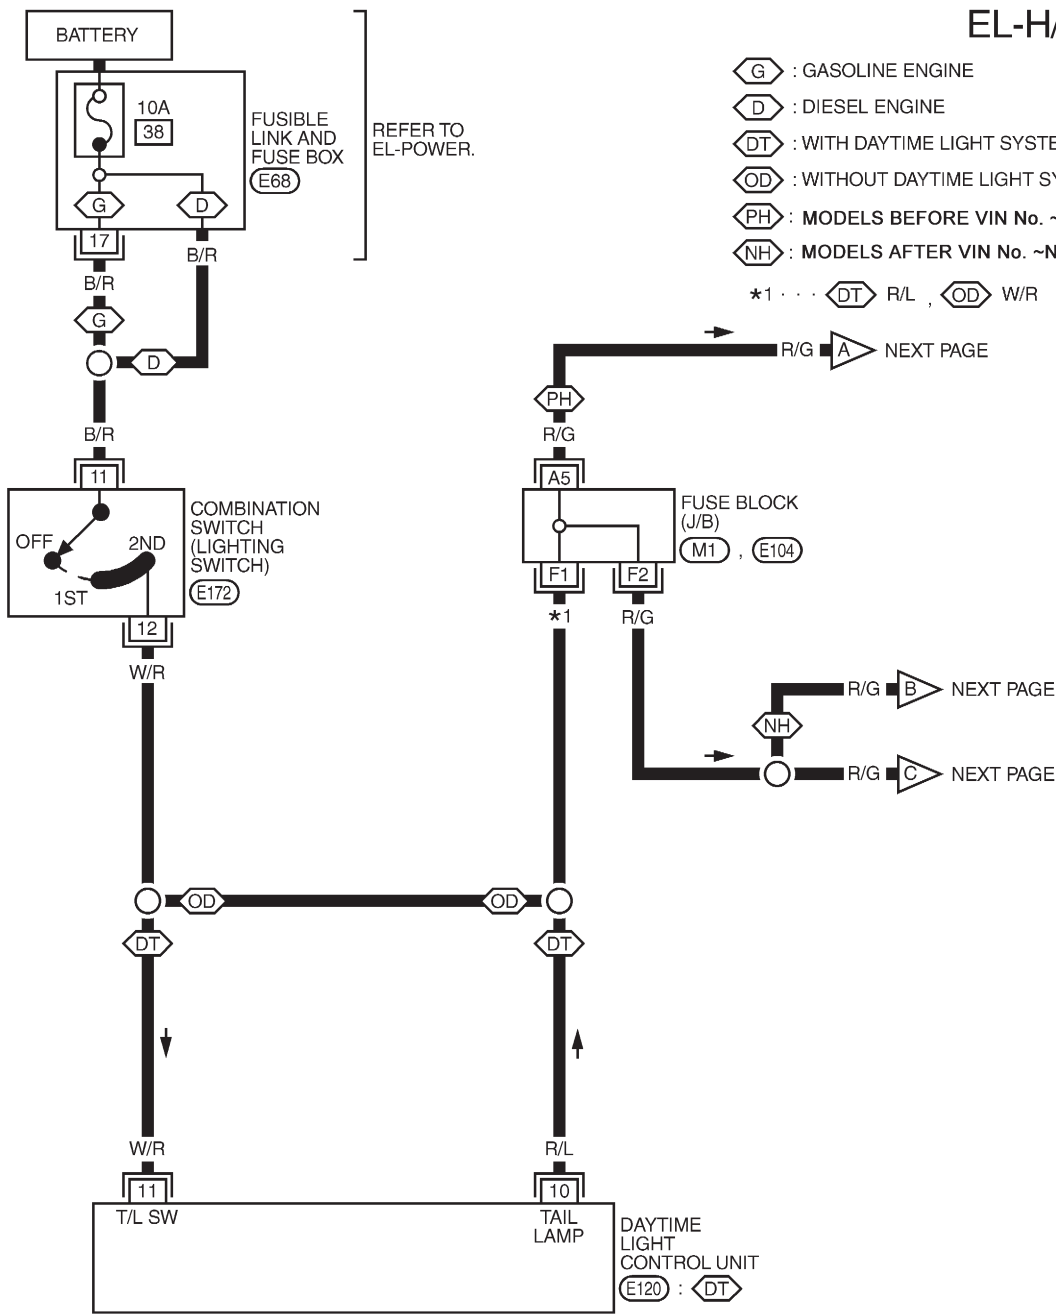 EL-H/
BATTERY
10A
38
FUSIBLE
LINK AND
FUSE BOX
E68
REFER TO
EL-POWER.
G : GASOLINE ENGINE
D : DIESEL ENGINE
DT : WITH DAYTIME LIGHT SYSTE
OD : WITHOUT DAYTIME LIGHT SY
PH : MODELS BEFORE VIN No. ~
NH : MODELS AFTER VIN No. ~N
*1 · · · DT R/L , OD W/R
G
D
17
B/R
B/R
G
D
B/R
R/G A NEXT PAGE
PH
R/G
11
A5
OFF
2ND
1ST
COMBINATION
SWITCH
(LIGHTING
SWITCH)
E172
12
W/R
FUSE BLOCK
(J/B)
M1 , E104
F1
F2
*1
R/G
R/G B NEXT PAGE
NH
R/G C NEXT PAGE
OD
OD
DT
DT
W/R
R/L
11
10
T/L SW
TAIL
LAMP
DAYTIME
LIGHT
CONTROL UNIT
E120 : DT